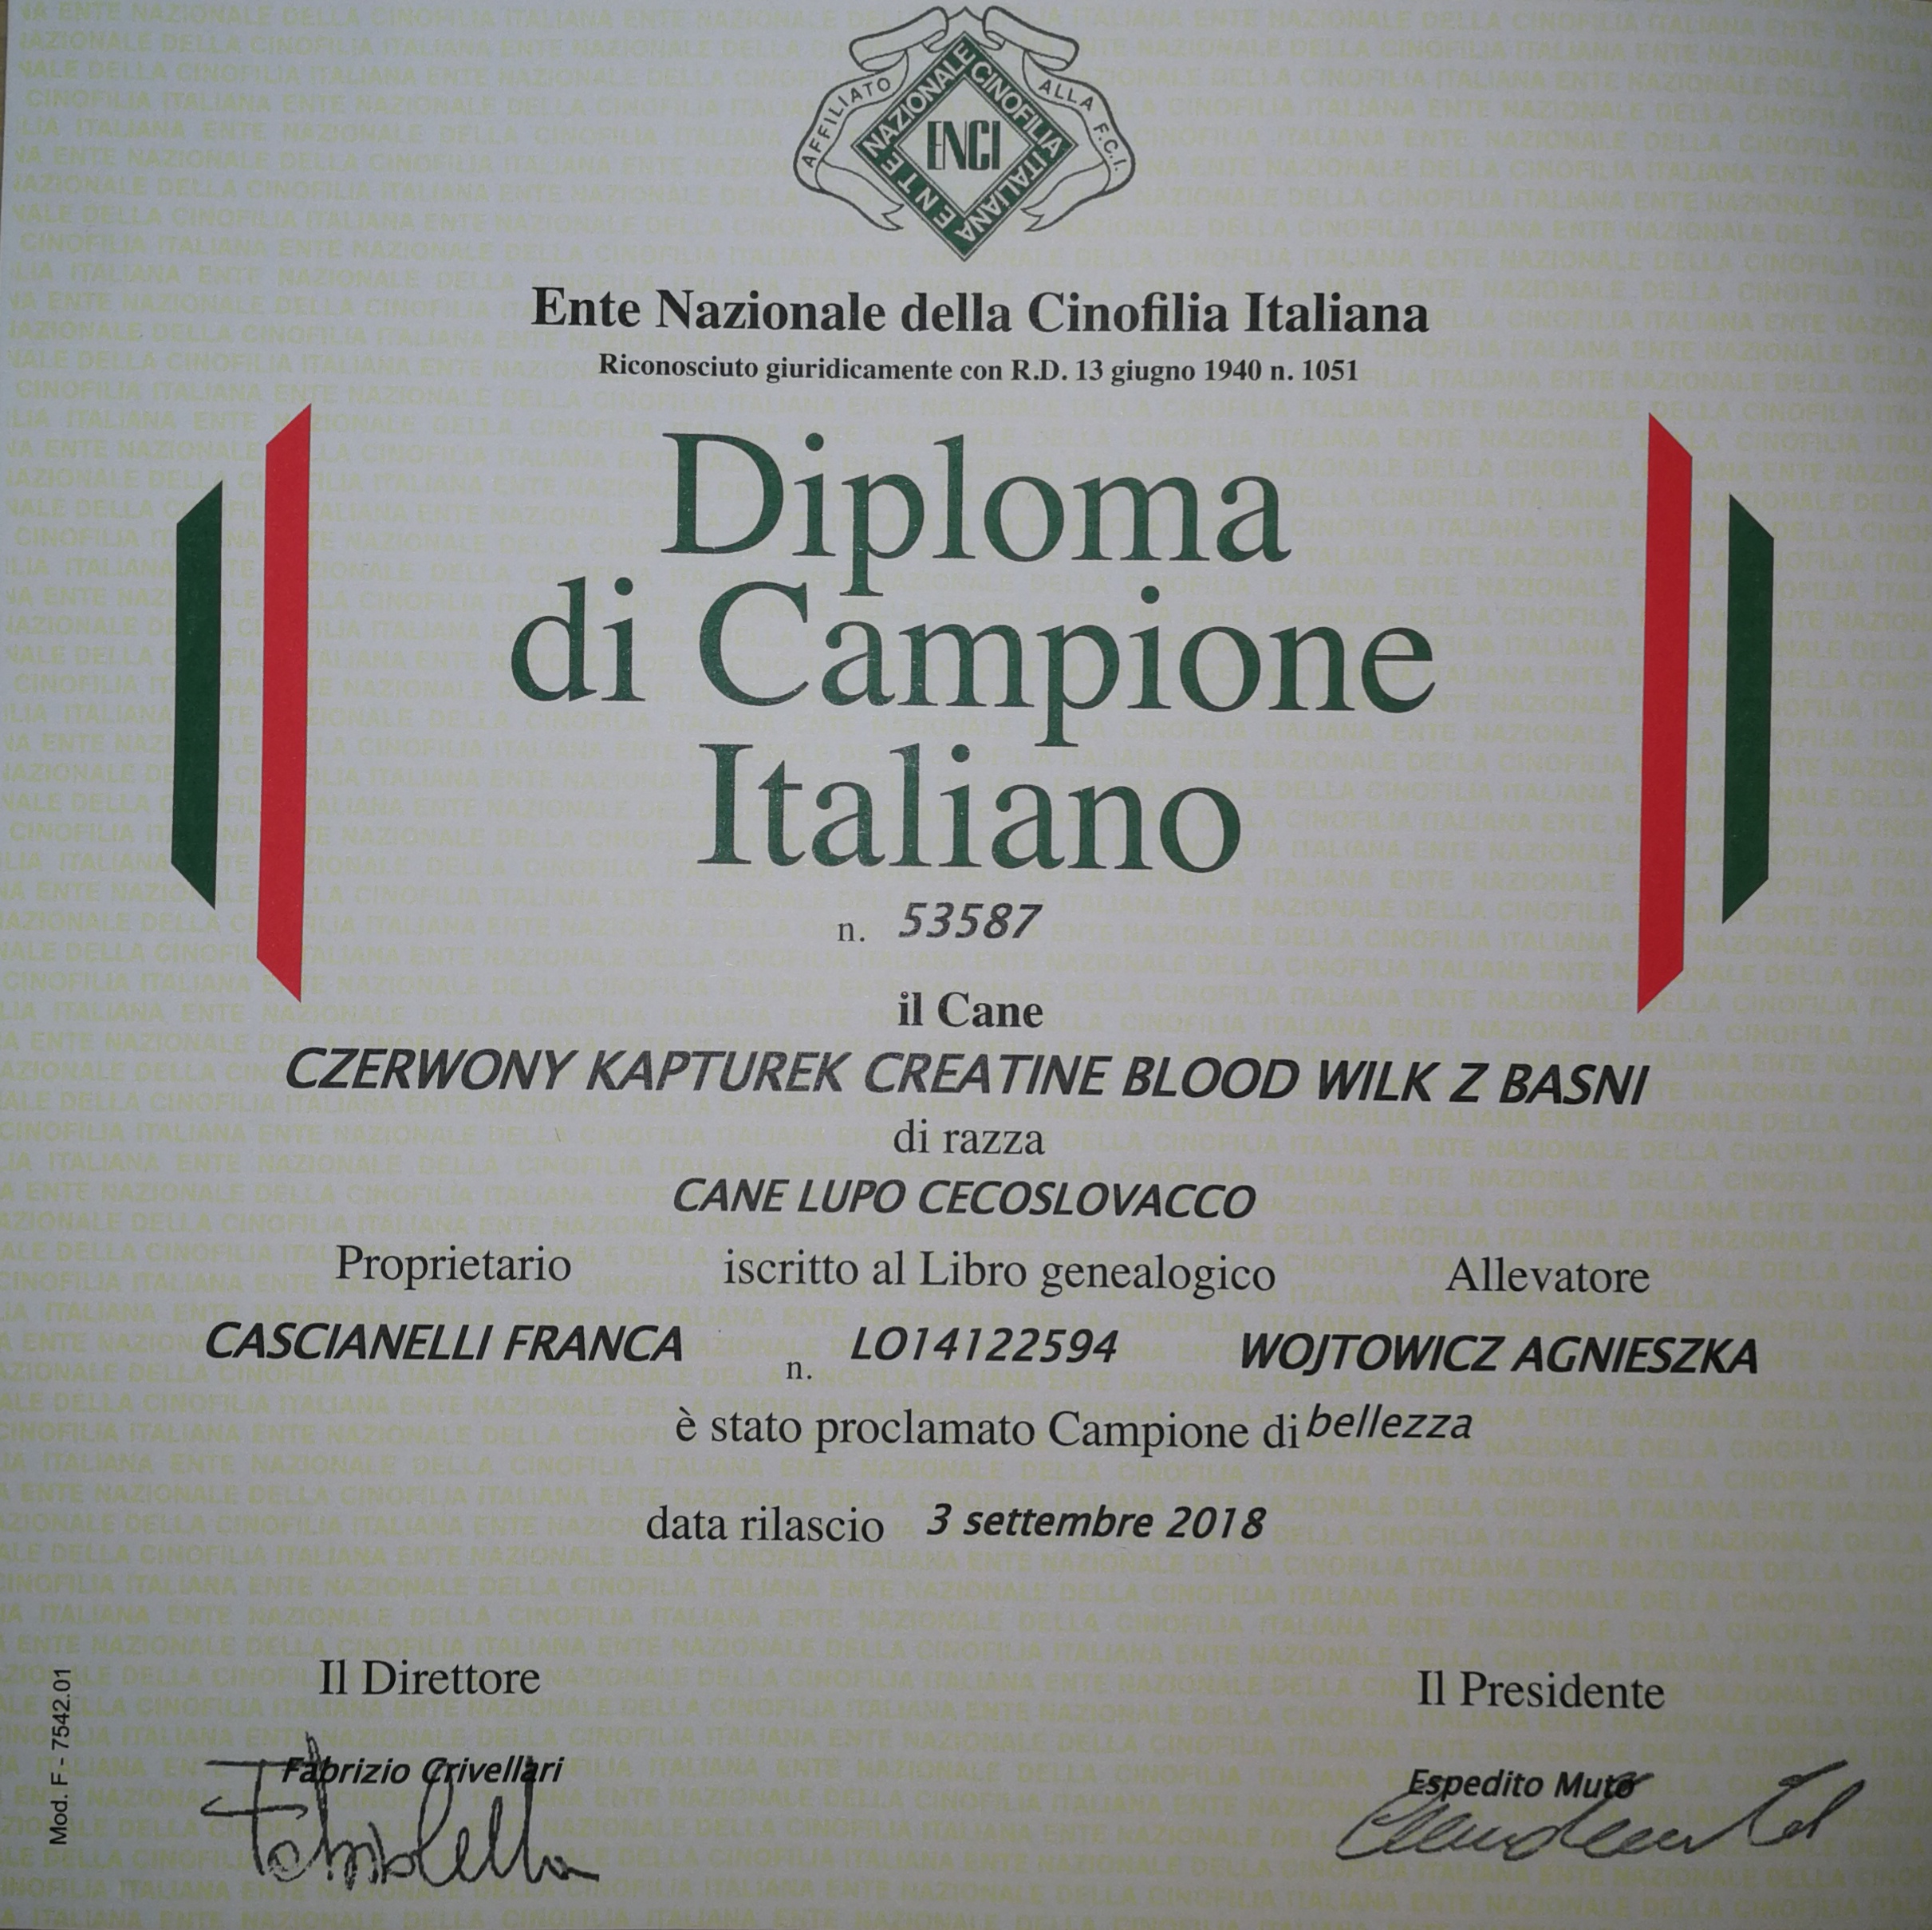 AFFILIATO ALLA F.C.I.
ENTE NAZIONALE CINOFILIA ITALIANA
ENCI
Ente Nazionale della Cinofilia Italiana
Riconosciuto giuridicamente con R.D. 13 giugno 1940 n. 1051
Diploma
di Campione
Italiano
n. 53587
il Cane
CZERWONY KAPTUREK CREATINE BLOOD WILK Z BASNI
di razza
CANE LUPO CECOSLOVACCO
Proprietario iscritto al Libro genealogico Allevatore
CASCIANELLI FRANCA n. LO14122594 WOJTOWICZ AGNIESZKA
è stato proclamato Campione di bellezza
data rilascio 3 settembre 2018
Il Direttore Il Presidente
Fabrizio Crivellari Espedito Muto
Mod. F - 7542.01